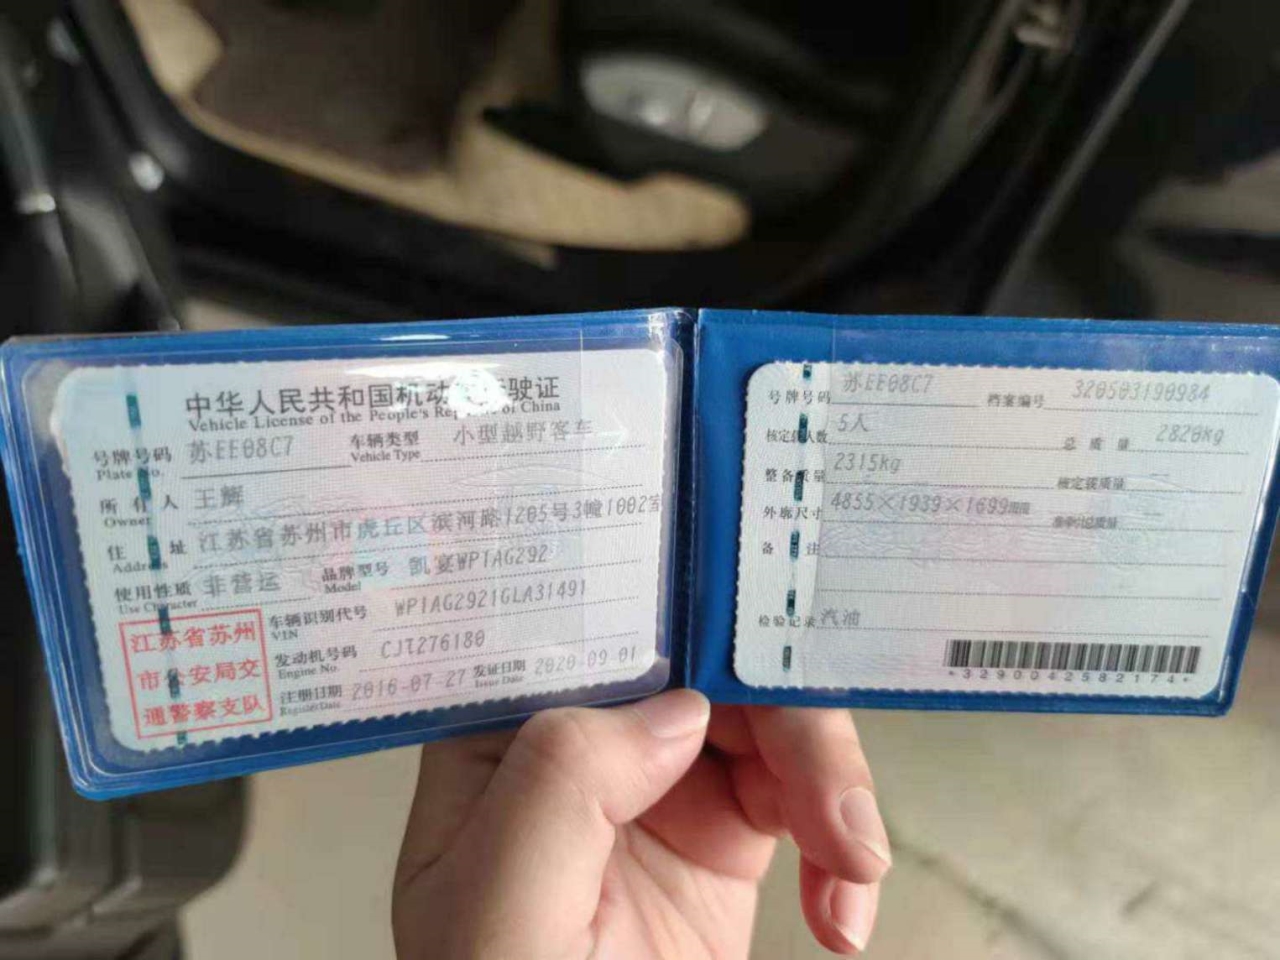 中华人民共和国机动 驶证
Vehicle License of the People's Rep of China
号牌号码 苏EE08C7 车辆类型 小型越野客车
Plate No. Vehicle Type
所有人 王辉
Owner
住址 江苏省苏州市虎丘区滨河路1205号3幢1002室
Address
使用性质 非营运 品牌型号 凯宴WP1AG292
Use Character Model
江苏省苏州
市公安局交
通警察支队
车辆识别代号 WP1AG2921GLA31491
VIN
发动机号码 CJT276180
Engine No.
注册日期 2016-07-27 发证日期 2020-09-01
Register Date Issue Date
号牌号码 苏EE08C7 档案编号 320503190984
核定载人数 5人 总质量 2820kg
整备质量 2315kg 核定载质量
外廓尺寸 4855×1939×1699 准牵引总质量
备注
检验记录 汽油
*3290042582174*